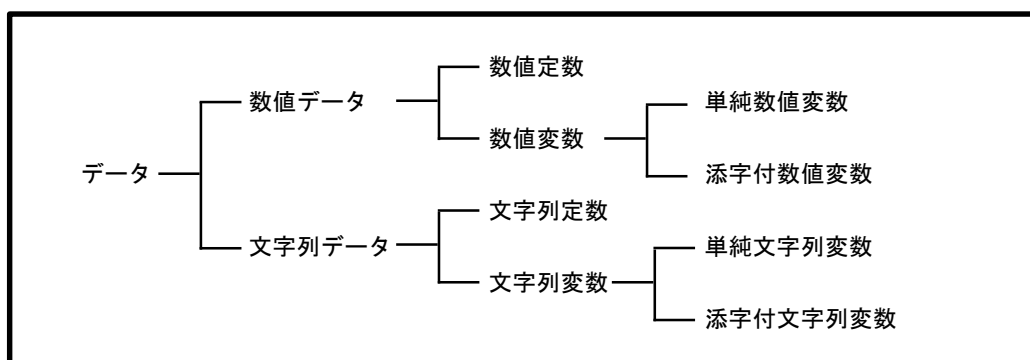 データ
数値データ
数値定数
数値変数
単純数値変数
添字付数値変数
文字列データ
文字列定数
文字列変数
単純文字列変数
添字付文字列変数